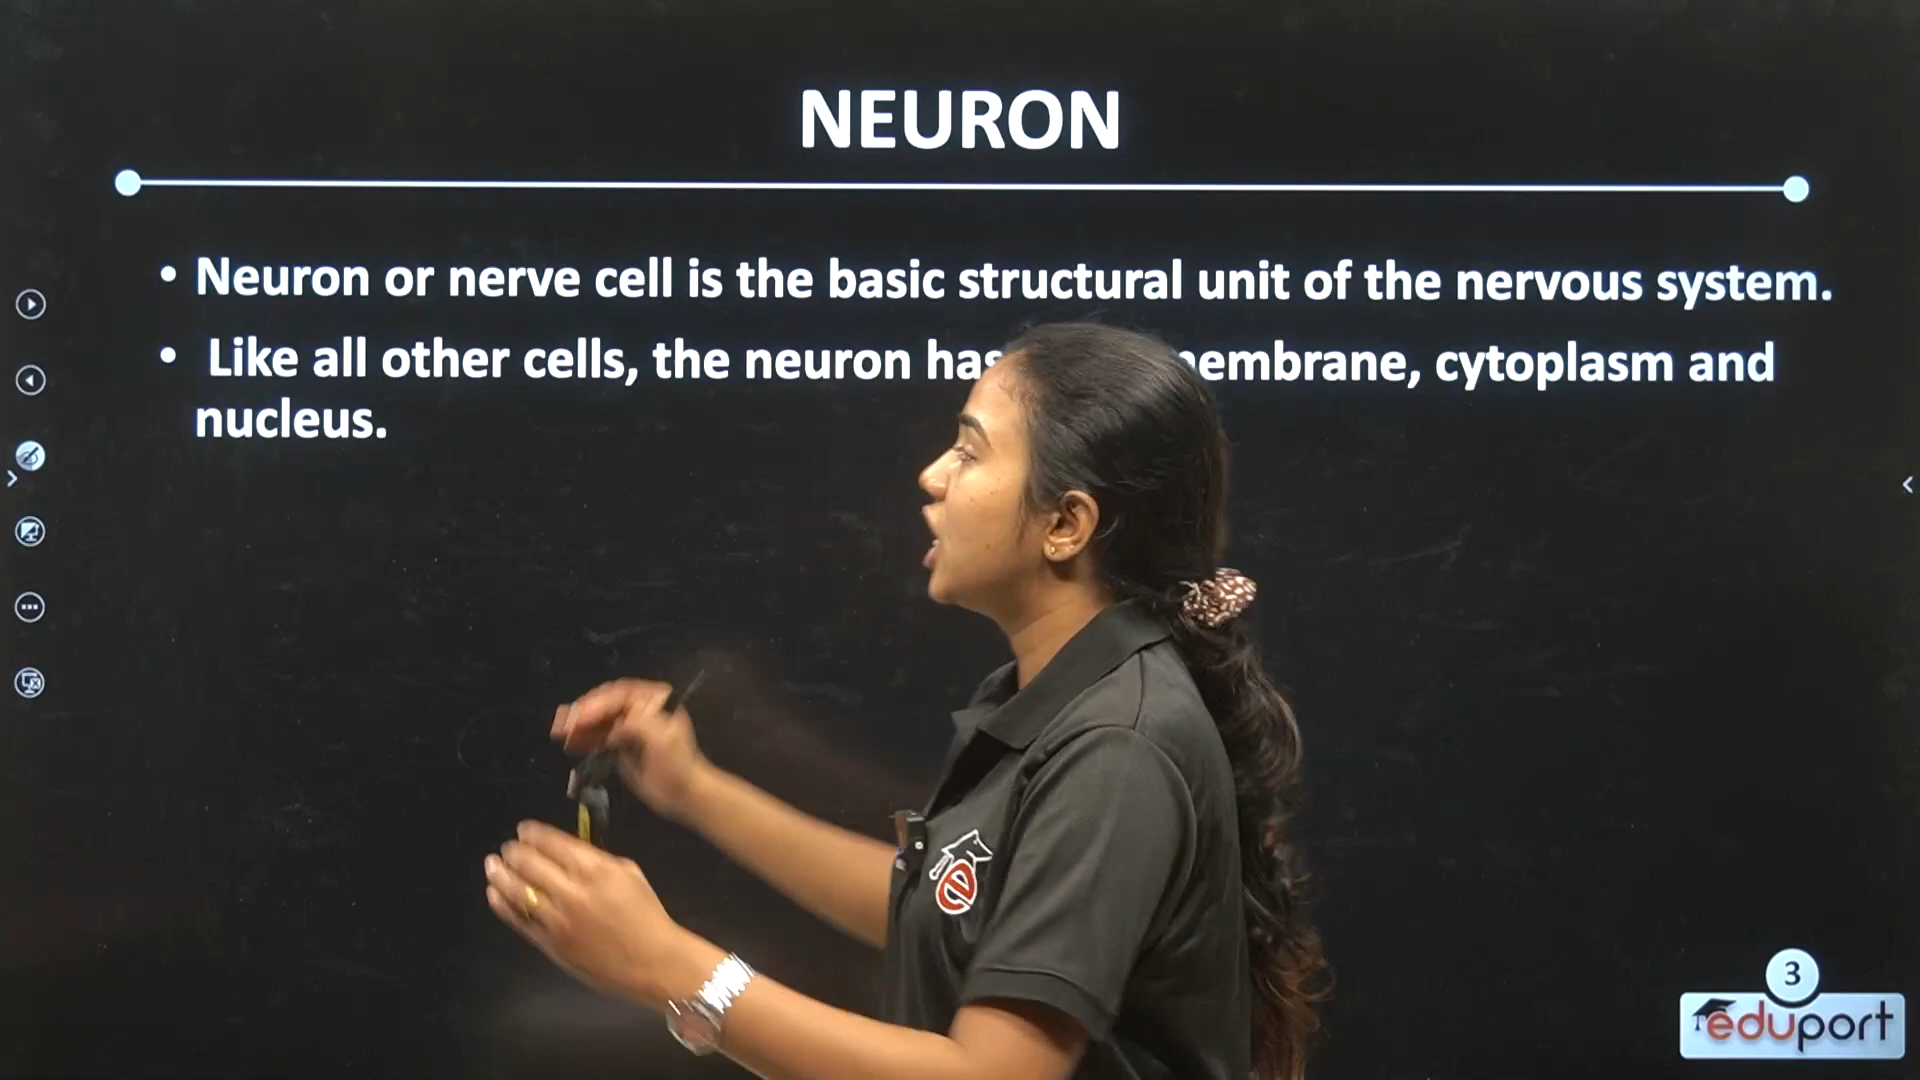 NEURON
• Neuron or nerve cell is the basic structural unit of the nervous system.
• Like all other cells, the neuron has embrane, cytoplasm and
nucleus.
3
eduport